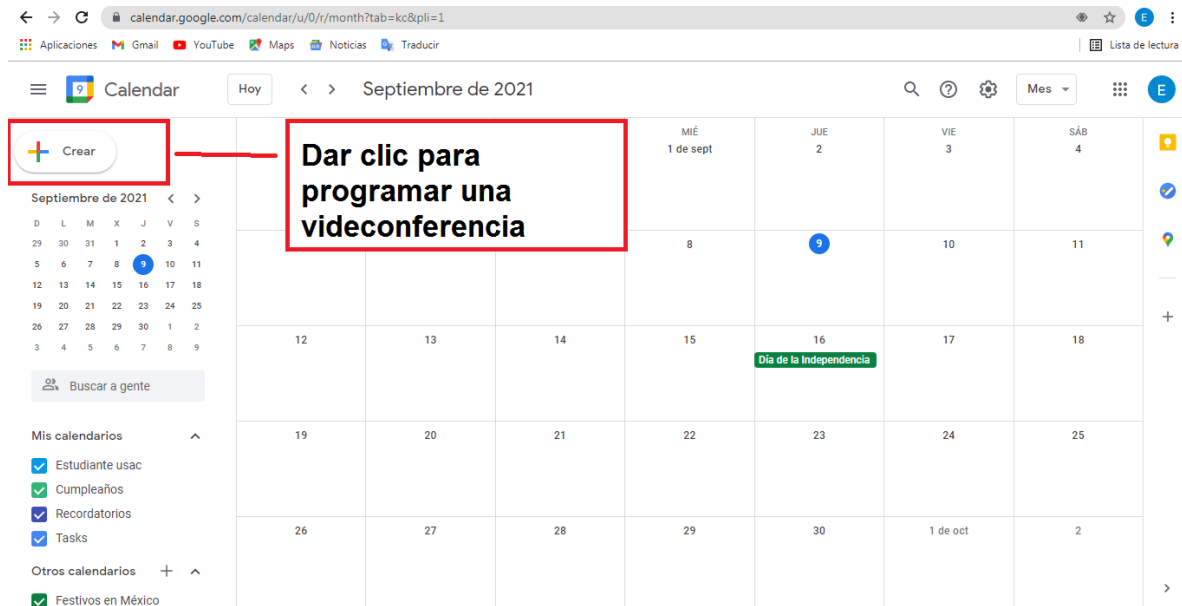 calendar.google.com/calendar/u/0/r/month?tab=kc&pli=1
E
Aplicaciones Gmail YouTube Maps Noticias Traducir Lista de lectura
9 Calendar Hoy Septiembre de 2021 Mes E
Crear
Dar clic para
programar una
videconferencia
MIÉ JUE VIE SÁB
1 de sept 2 3 4
Septiembre de 2021
D L M X J V S
29 30 31 1 2 3 4
5 6 7 8 9 10 11
12 13 14 15 16 17 18
19 20 21 22 23 24 25
26 27 28 29 30 1 2
3 4 5 6 7 8 9
8 9 10 11
12 13 14 15 16 17 18
Día de la Independencia
Buscar a gente
19 20 21 22 23 24 25
Mis calendarios
Estudiante usac
Cumpleaños
Recordatorios
Tasks
26 27 28 29 30 1 de oct 2
Otros calendarios
Festivos en México